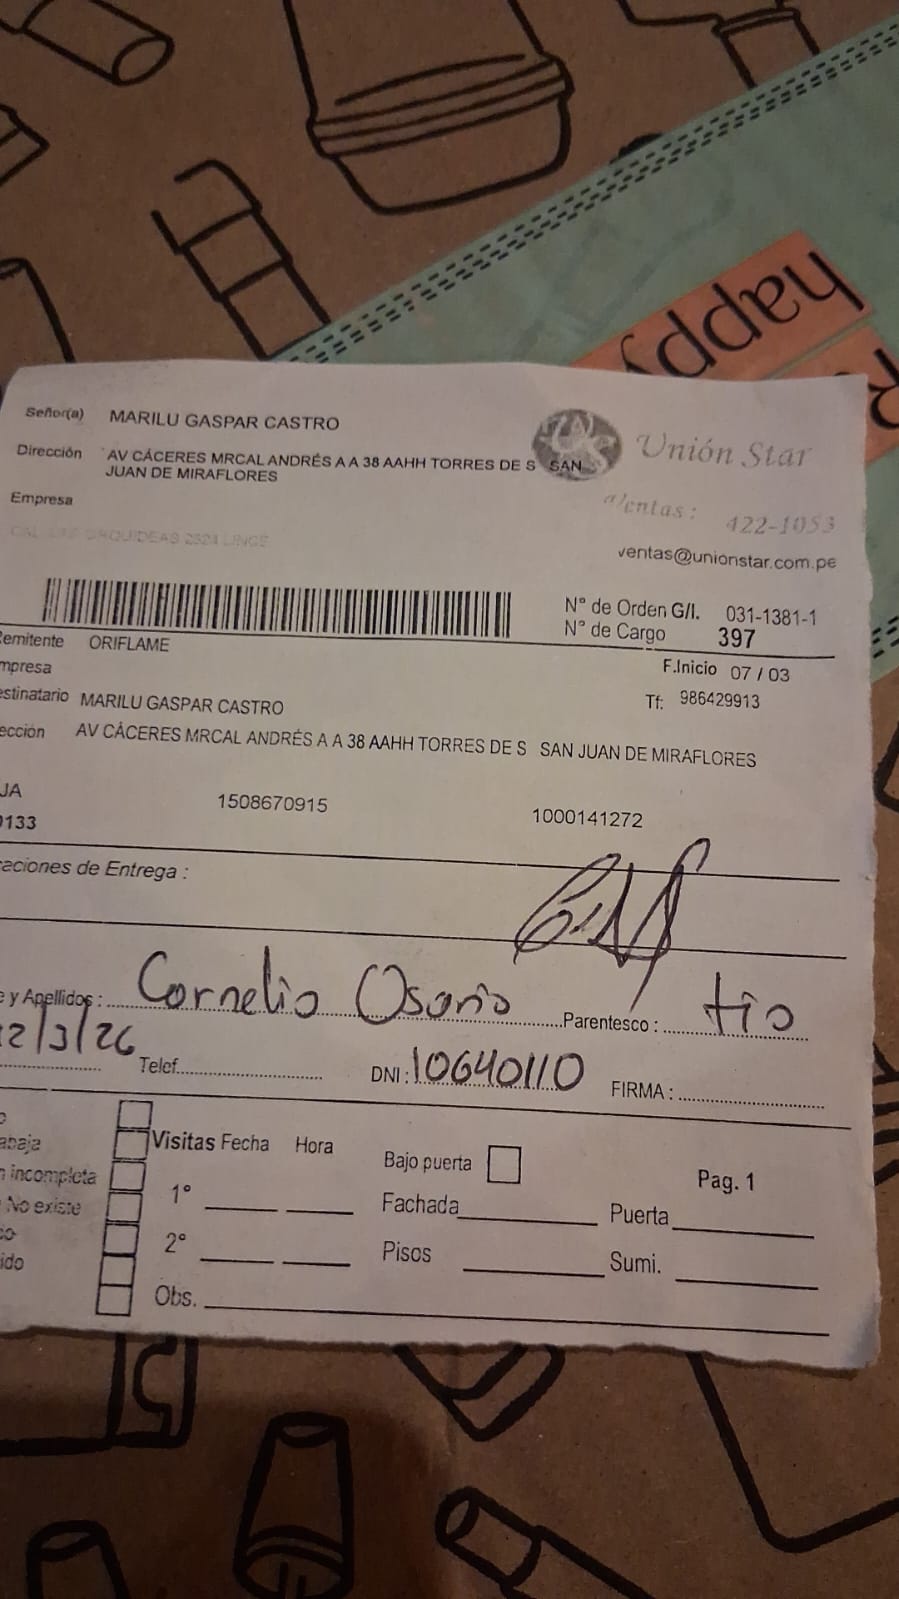 happy
Señor(a) MARILU GASPAR CASTRO
Dirección AV CÁCERES MRCAL ANDRÉS A A 38 AAHH TORRES DE S SAN
JUAN DE MIRAFLORES
Empresa
Unión Star
Ventas: 422-1053
ventas@unionstar.com.pe
N° de Orden G/I. 031-1381-1
N° de Cargo 397
Remitente ORIFLAME
F.Inicio 07 / 03
mpresa
estinatario MARILU GASPAR CASTRO Tf: 986429913
ección AV CÁCERES MRCAL ANDRÉS A A 38 AAHH TORRES DE S SAN JUAN DE MIRAFLORES
JA 1508670915 1000141272
0133
aciones de Entrega :
e y Apellidos : Cornelio Osorio Parentesco : tio
2/3/26
Telef. DNI : 10640110 FIRMA :
Visitas Fecha Hora Bajo puerta Pag. 1
abaja
n incompleta
No existe
ido
1° Fachada Puerta
2° Pisos Sumi.
Obs.